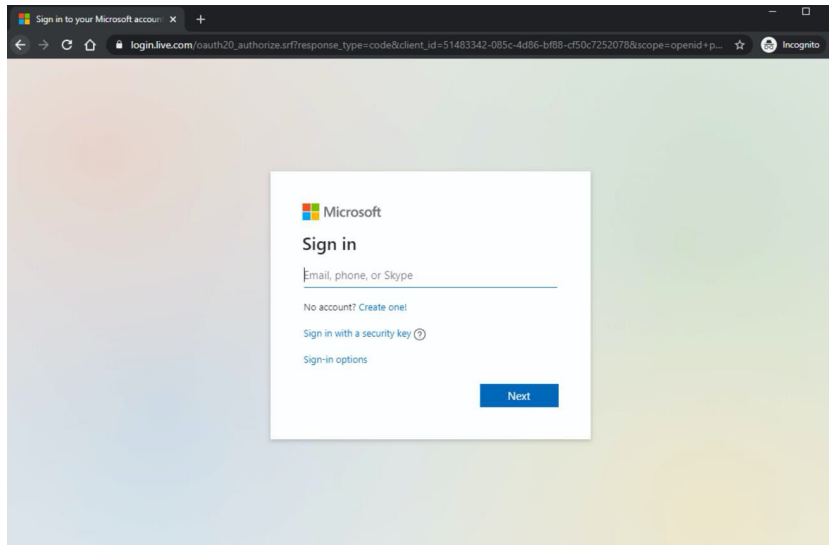 Sign in to your Microsoft accoun
login.live.com/oauth20_authorize.srf?response_type=code&client_id=51483342-085c-4d86-bf88-cf50c7252078&scope=openid+p...
Incognito
Microsoft
Sign in
Email, phone, or Skype
No account? Create one!
Sign in with a security key
Sign-in options
Next